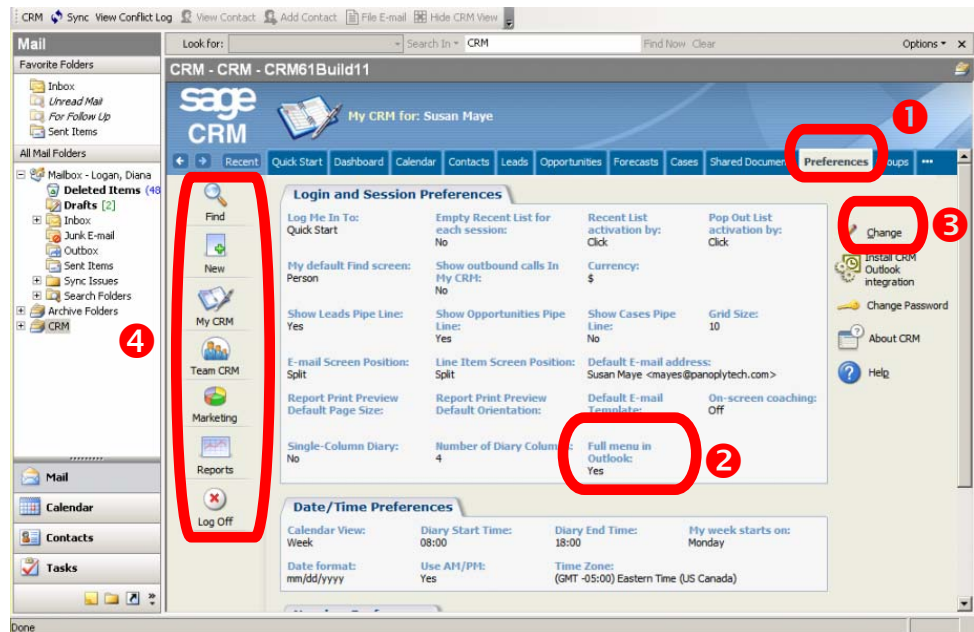 CRM Sync View Conflict Log View Contact Add Contact File E-mail Hide CRM View
Mail
Look for: Search In CRM Find Now Clear Options x
Favorite Folders
Inbox
Unread Mail
For Follow Up
Sent Items
All Mail Folders
Mailbox - Logan, Diana
Deleted Items (48
Drafts [2]
Inbox
Junk E-mail
Outbox
Sent Items
Sync Issues
Search Folders
Archive Folders
CRM
4
Mail
Calendar
Contacts
Tasks
Done
CRM - CRM - CRM61Build11
sage
CRM
My CRM for: Susan Maye
1
Recent Quick Start Dashboard Calendar Contacts Leads Opportunities Forecasts Cases Shared Documen Preferences oups •••
Find
New
My CRM
Team CRM
Marketing
Reports
Log Off
Login and Session Preferences
Log Me In To: Empty Recent List for each session: Recent List activation by: Pop Out List activation by:
Quick Start No Click Click
My default Find screen: Show outbound calls In My CRM: Currency:
Person No $
Show Leads Pipe Line: Show Opportunities Pipe Line: Show Cases Pipe Line: Grid Size:
Yes Yes No 10
E-mail Screen Position: Line Item Screen Position: Default E-mail address:
Split Split Susan Maye <mayes@panoplytech.com>
Report Print Preview Default Page Size: Report Print Preview Default Orientation: Default E-mail Template: On-screen coaching:
Off
Single-Column Diary: Number of Diary Columns: Full menu in Outlook:
No 4 Yes
2
Date/Time Preferences
Calendar View: Diary Start Time: Diary End Time: My week starts on:
Week 08:00 18:00 Monday
Date format: Use AM/PM: Time Zone:
mm/dd/yyyy Yes (GMT -05:00) Eastern Time (US Canada)
Change
3
Install CRM
Outlook
integration
Change Password
About CRM
Help